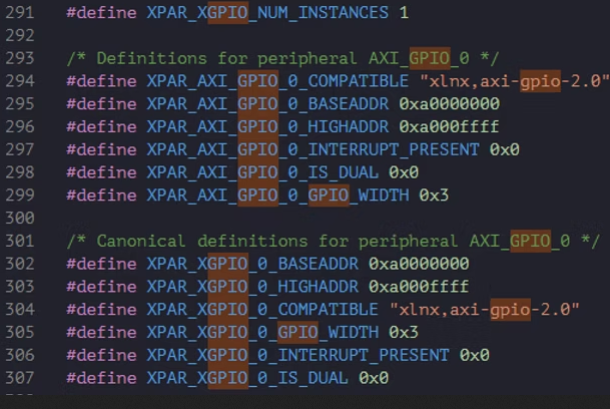 291 #define XPAR_XGPIO_NUM_INSTANCES 1
292
293 /* Definitions for peripheral AXI_GPIO_0 */
294 #define XPAR_AXI_GPIO_0_COMPATIBLE "xlnx,axi-gpio-2.0"
295 #define XPAR_AXI_GPIO_0_BASEADDR 0xa0000000
296 #define XPAR_AXI_GPIO_0_HIGHADDR 0xa000ffff
297 #define XPAR_AXI_GPIO_0_INTERRUPT_PRESENT 0x0
298 #define XPAR_AXI_GPIO_0_IS_DUAL 0x0
299 #define XPAR_AXI_GPIO_0_GPIO_WIDTH 0x3
300
301 /* Canonical definitions for peripheral AXI_GPIO_0 */
302 #define XPAR_XGPIO_0_BASEADDR 0xa0000000
303 #define XPAR_XGPIO_0_HIGHADDR 0xa000ffff
304 #define XPAR_XGPIO_0_COMPATIBLE "xlnx,axi-gpio-2.0"
305 #define XPAR_XGPIO_0_GPIO_WIDTH 0x3
306 #define XPAR_XGPIO_0_INTERRUPT_PRESENT 0x0
307 #define XPAR_XGPIO_0_IS_DUAL 0x0